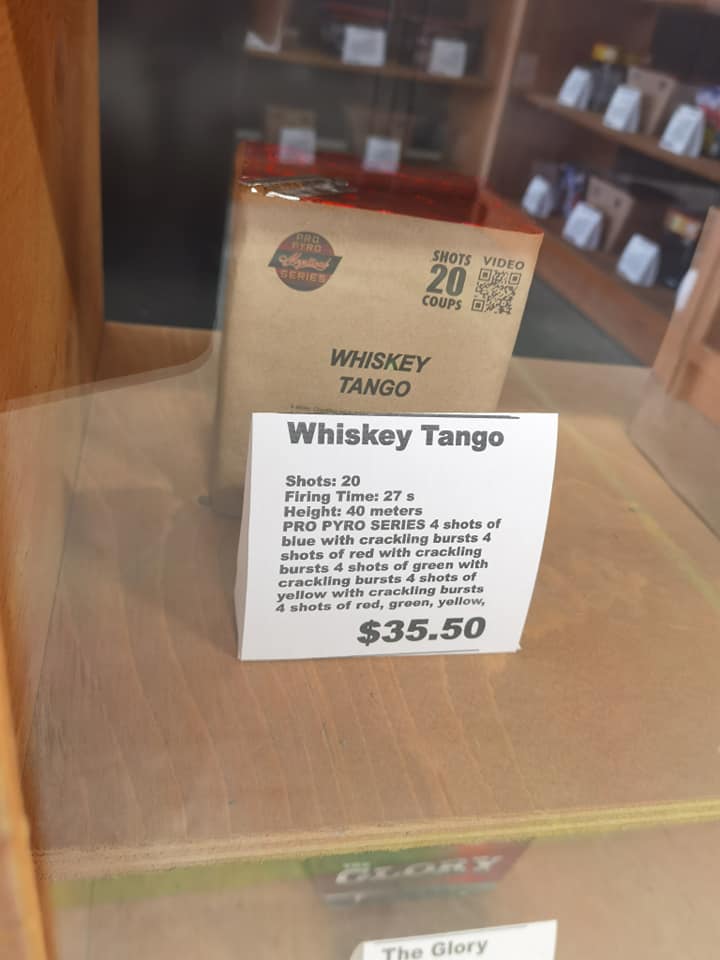 PRO
PYRO
Mystical
SERIES
SHOTS
20
COUPS
VIDEO
WHISKEY
TANGO
Whiskey Tango
Shots: 20
Firing Time: 27 s
Height: 40 meters
PRO PYRO SERIES 4 shots of
blue with crackling bursts 4
shots of red with crackling
bursts 4 shots of green with
crackling bursts 4 shots of
yellow with crackling bursts
4 shots of red, green, yellow,
$35.50
GLORY
The Glory